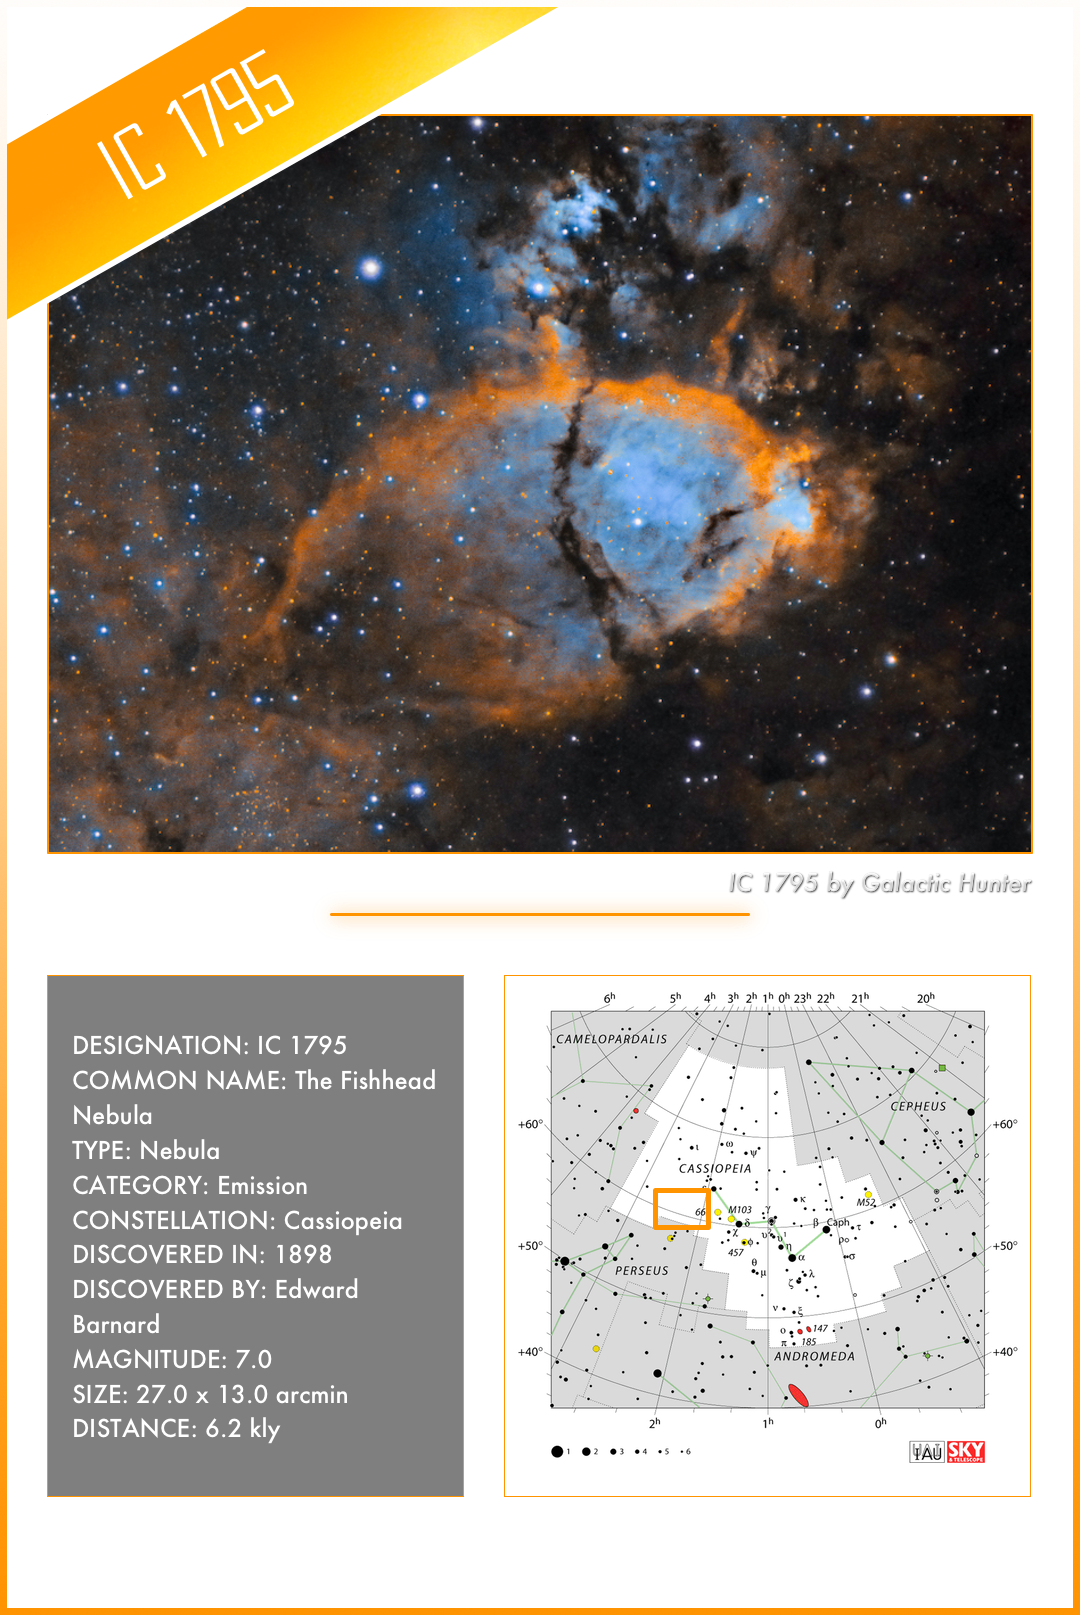 IC 1795
IC 1795 by Galactic Hunter
DESIGNATION: IC 1795
COMMON NAME: The Fishhead
Nebula
TYPE: Nebula
CATEGORY: Emission
CONSTELLATION: Cassiopeia
DISCOVERED IN: 1898
DISCOVERED BY: Edward
Barnard
MAGNITUDE: 7.0
SIZE: 27.0 x 13.0 arcmin
DISTANCE: 6.2 kly
6h 5h 4h 3h 2h 1h 0h 23h 22h 21h 20h
CAMELOPARDALIS
CEPHEUS
+60° +60°
ι ω ψ
CASSIOPEIA
κ M52
66 M103 δ γ β Caph
χ υ² υ¹ τ
φ η ρ σ
457 α
+50° +50°
θ μ
PERSEUS
ζ λ
ν ξ
ο 147
π 185
+40° ANDROMEDA +40°
2h 1h 0h
1 2 3 4 5 6
IAU SKY
& TELESCOPE